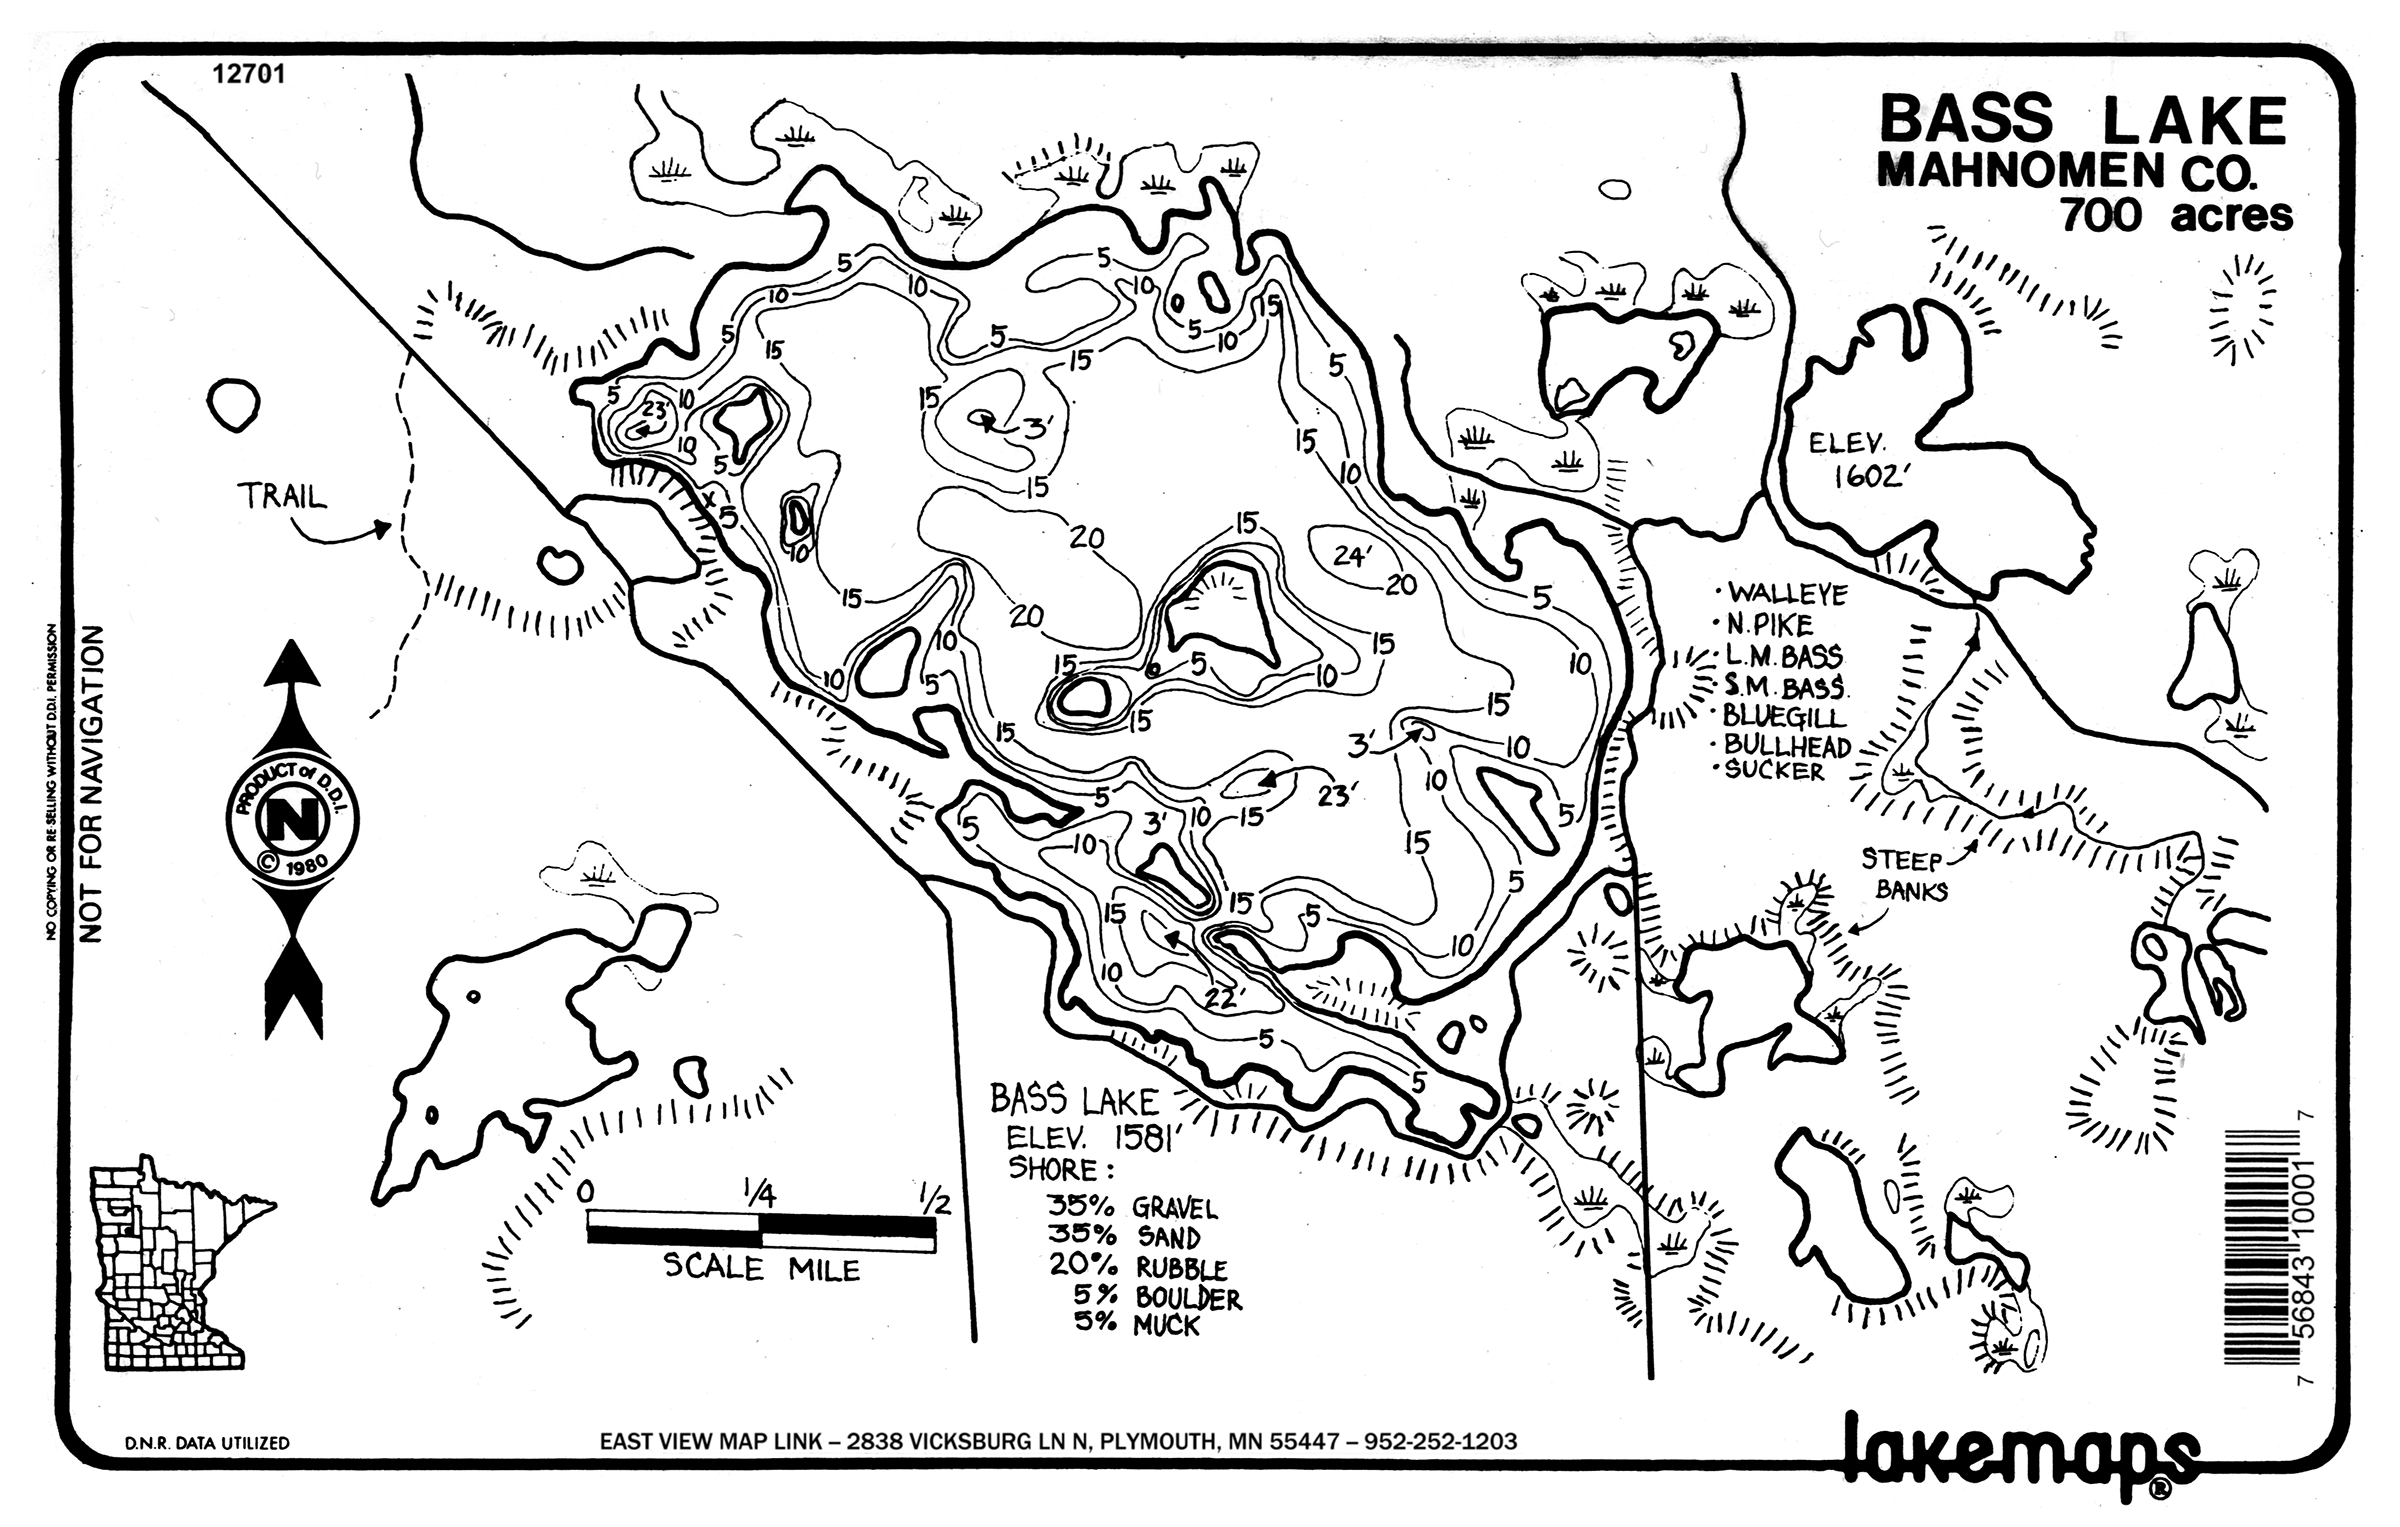 12701
BASS LAKE
MAHNOMEN CO.
700 acres
5
5
10
10
10
5
5
5
15
15
15
5
10
15
5
5
23'
10
10
5
15
3'
15
10
15
ELEV.
1602'
TRAIL
X
5
10
20
15
24'
20
15
20
10
5
10
15
5
15
10
15
5
10
15
15
15
3'
10
10
5
23'
15
5
3'
10
15
5
10
15
5
15
15
5
10
10
22'
5
5
• WALLEYE
• N. PIKE
• L.M. BASS
• S.M. BASS.
• BLUEGILL
• BULLHEAD
• SUCKER
STEEP
BANKS
NO COPYING OR RE-SELLING WITHOUT D.D.I. PERMISSION
NOT FOR NAVIGATION
PRODUCT of D.D.I.
N
© 1980
BASS LAKE
ELEV. 1581'
SHORE:
35% GRAVEL
35% SAND
20% RUBBLE
5% BOULDER
5% MUCK
0 1/4 1/2
SCALE MILE
7 56843 10001 7
D.N.R. DATA UTILIZED
EAST VIEW MAP LINK – 2838 VICKSBURG LN N, PLYMOUTH, MN 55447 – 952-252-1203
lakemaps®